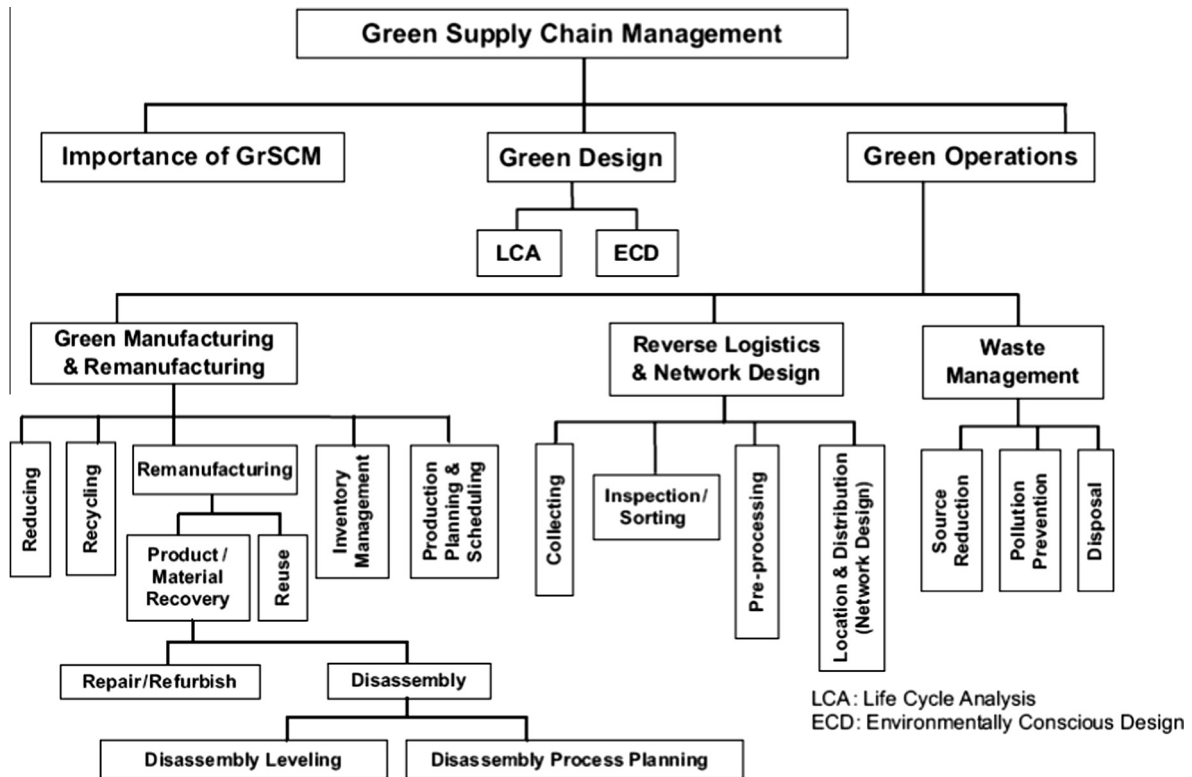 Green Supply Chain Management
Importance of GrSCM
Green Design
Green Operations
LCA
ECD
Green Manufacturing
& Remanufacturing
Reverse Logistics
& Network Design
Waste
Management
Reducing
Recycling
Remanufacturing
Product /
Material
Recovery
Reuse
Inventory
Management
Production
Planning &
Scheduling
Collecting
Inspection/
Sorting
Pre-processing
Location & Distribution
(Network Design)
Source
Reduction
Pollution
Prevention
Disposal
Repair/Refurbish
Disassembly
Disassembly Leveling
Disassembly Process Planning
LCA: Life Cycle Analysis
ECD: Environmentally Conscious Design